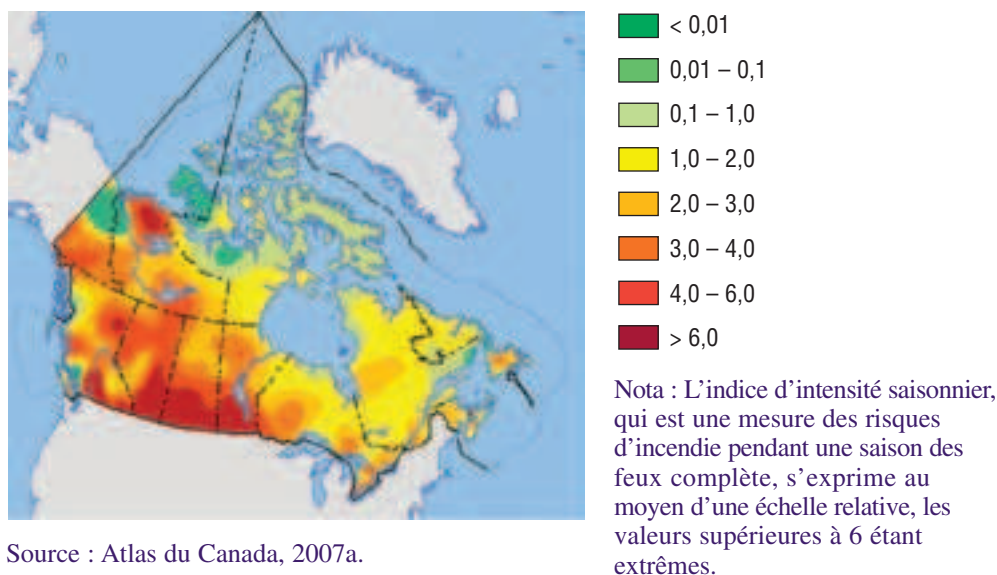 < 0,01
0,01 – 0,1
0,1 – 1,0
1,0 – 2,0
2,0 – 3,0
3,0 – 4,0
4,0 – 6,0
> 6,0
Nota : L’indice d’intensité saisonnier,
qui est une mesure des risques
d’incendie pendant une saison des
feux complète, s’exprime au
moyen d’une échelle relative, les
valeurs supérieures à 6 étant
extrêmes.
Source : Atlas du Canada, 2007a.